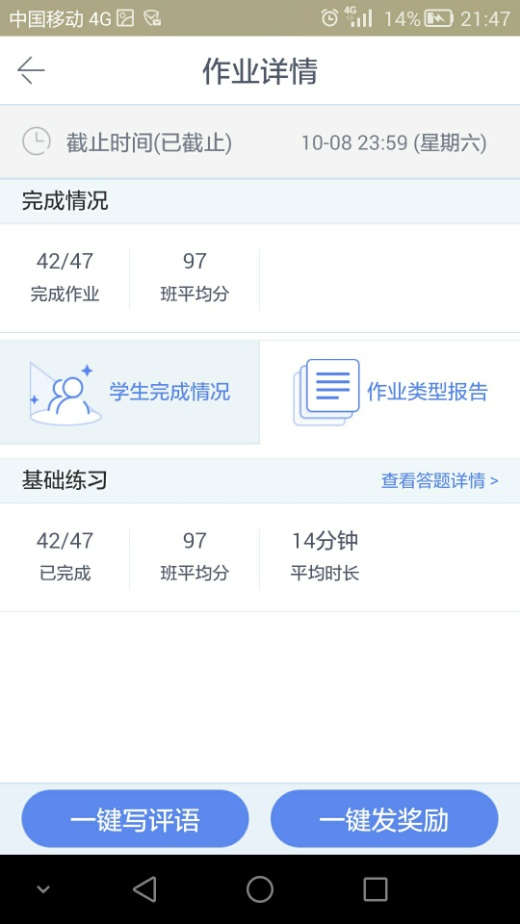 中国移动 4G 4G 14% 21:47
作业详情
截止时间(已截止) 10-08 23:59 (星期六)
完成情况
42/47 97
完成作业 班平均分
学生完成情况 作业类型报告
基础练习 查看答题详情 >
42/47 97 14分钟
已完成 班平均分 平均时长
一键写评语 一键发奖励